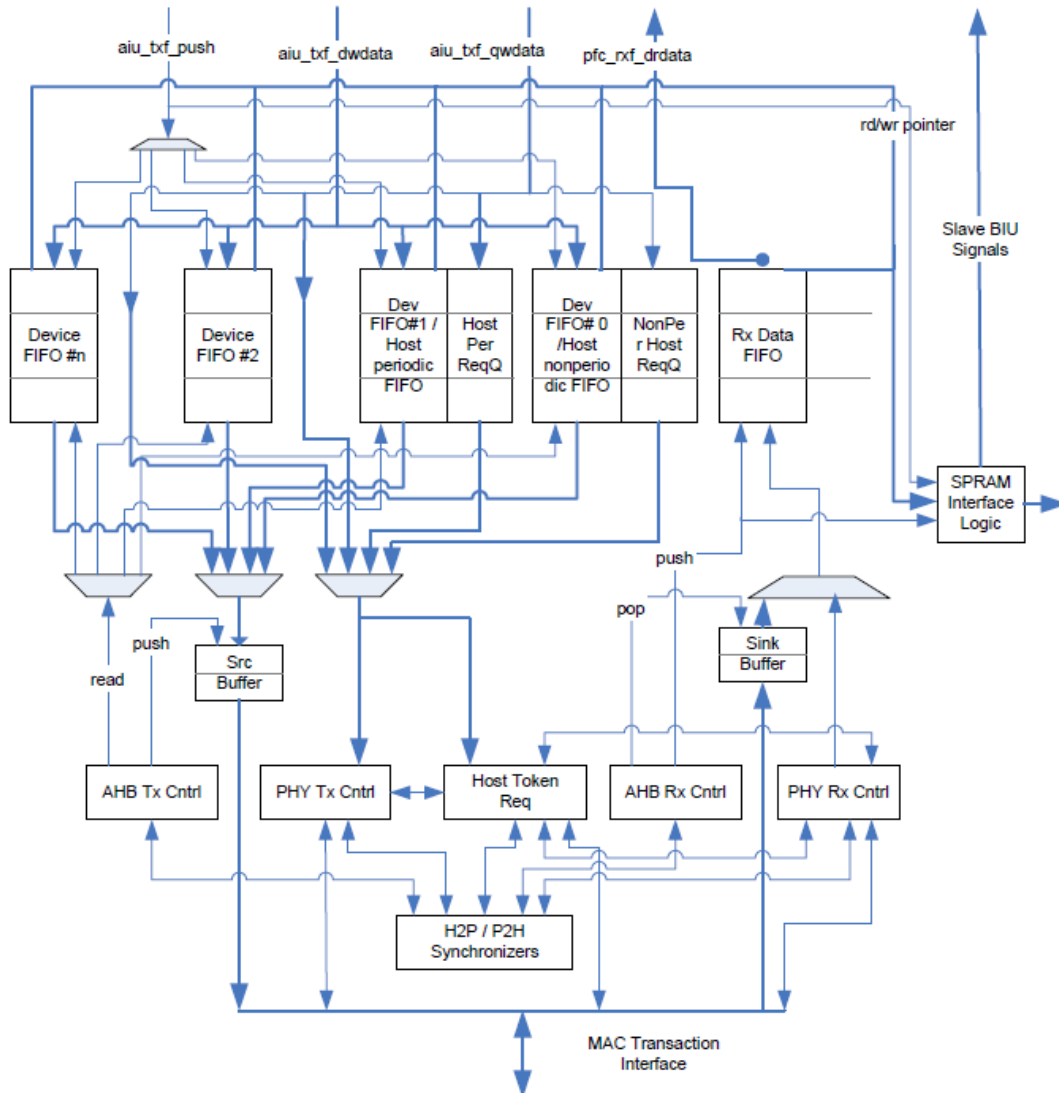 aiu_txf_push
aiu_txf_dwdata
aiu_txf_qwdata
pfc_rxf_drdata
rd/wr pointer
Slave BIU
Signals
Device
FIFO #n
Device
FIFO #2
Dev
FIFO#1 /
Host
periodic
FIFO
Host
Per
ReqQ
Dev
FIFO# 0
/Host
nonperio
dic FIFO
NonPe
r Host
ReqQ
Rx Data
FIFO
SPRAM
Interface
Logic
push
pop
push
read
Src
Buffer
Sink
Buffer
AHB Tx Cntrl
PHY Tx Cntrl
Host Token
Req
AHB Rx Cntrl
PHY Rx Cntrl
H2P / P2H
Synchronizers
MAC Transaction
Interface